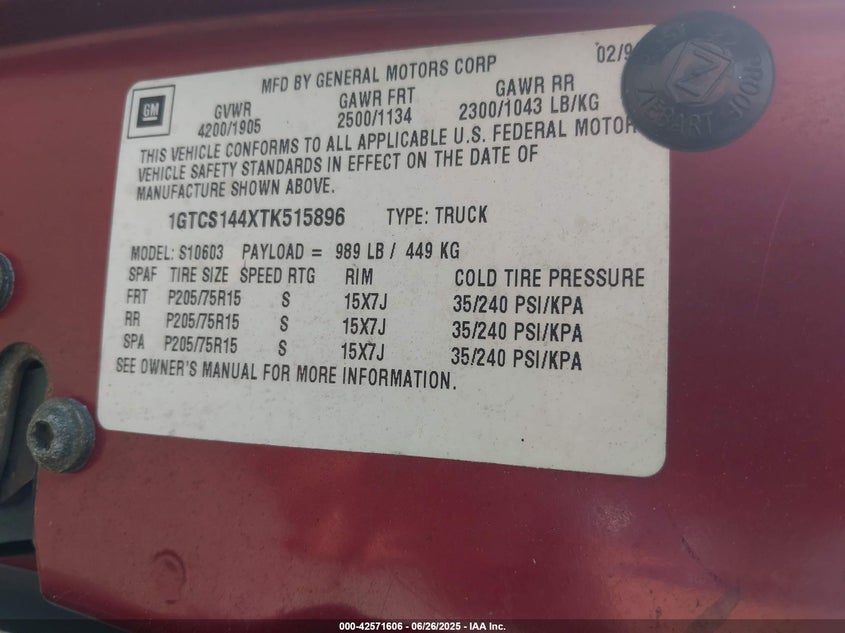 MFD BY GENERAL MOTORS CORP 02/9
GM
GVWR GAWR FRT GAWR RR
4200/1905 2500/1134 2300/1043 LB/KG
THIS VEHICLE CONFORMS TO ALL APPLICABLE U.S. FEDERAL MOTOR
VEHICLE SAFETY STANDARDS IN EFFECT ON THE DATE OF
MANUFACTURE SHOWN ABOVE.
1GTCS144XTK515896 TYPE: TRUCK
MODEL: S10603 PAYLOAD = 989 LB / 449 KG
SPAF TIRE SIZE SPEED RTG RIM COLD TIRE PRESSURE
FRT P205/75R15 S 15X7J 35/240 PSI/KPA
RR P205/75R15 S 15X7J 35/240 PSI/KPA
SPA P205/75R15 S 15X7J 35/240 PSI/KPA
SEE OWNER'S MANUAL FOR MORE INFORMATION.
Z
PROOF
ZIEBART
000-42571606 - 06/26/2025 - IAA Inc.